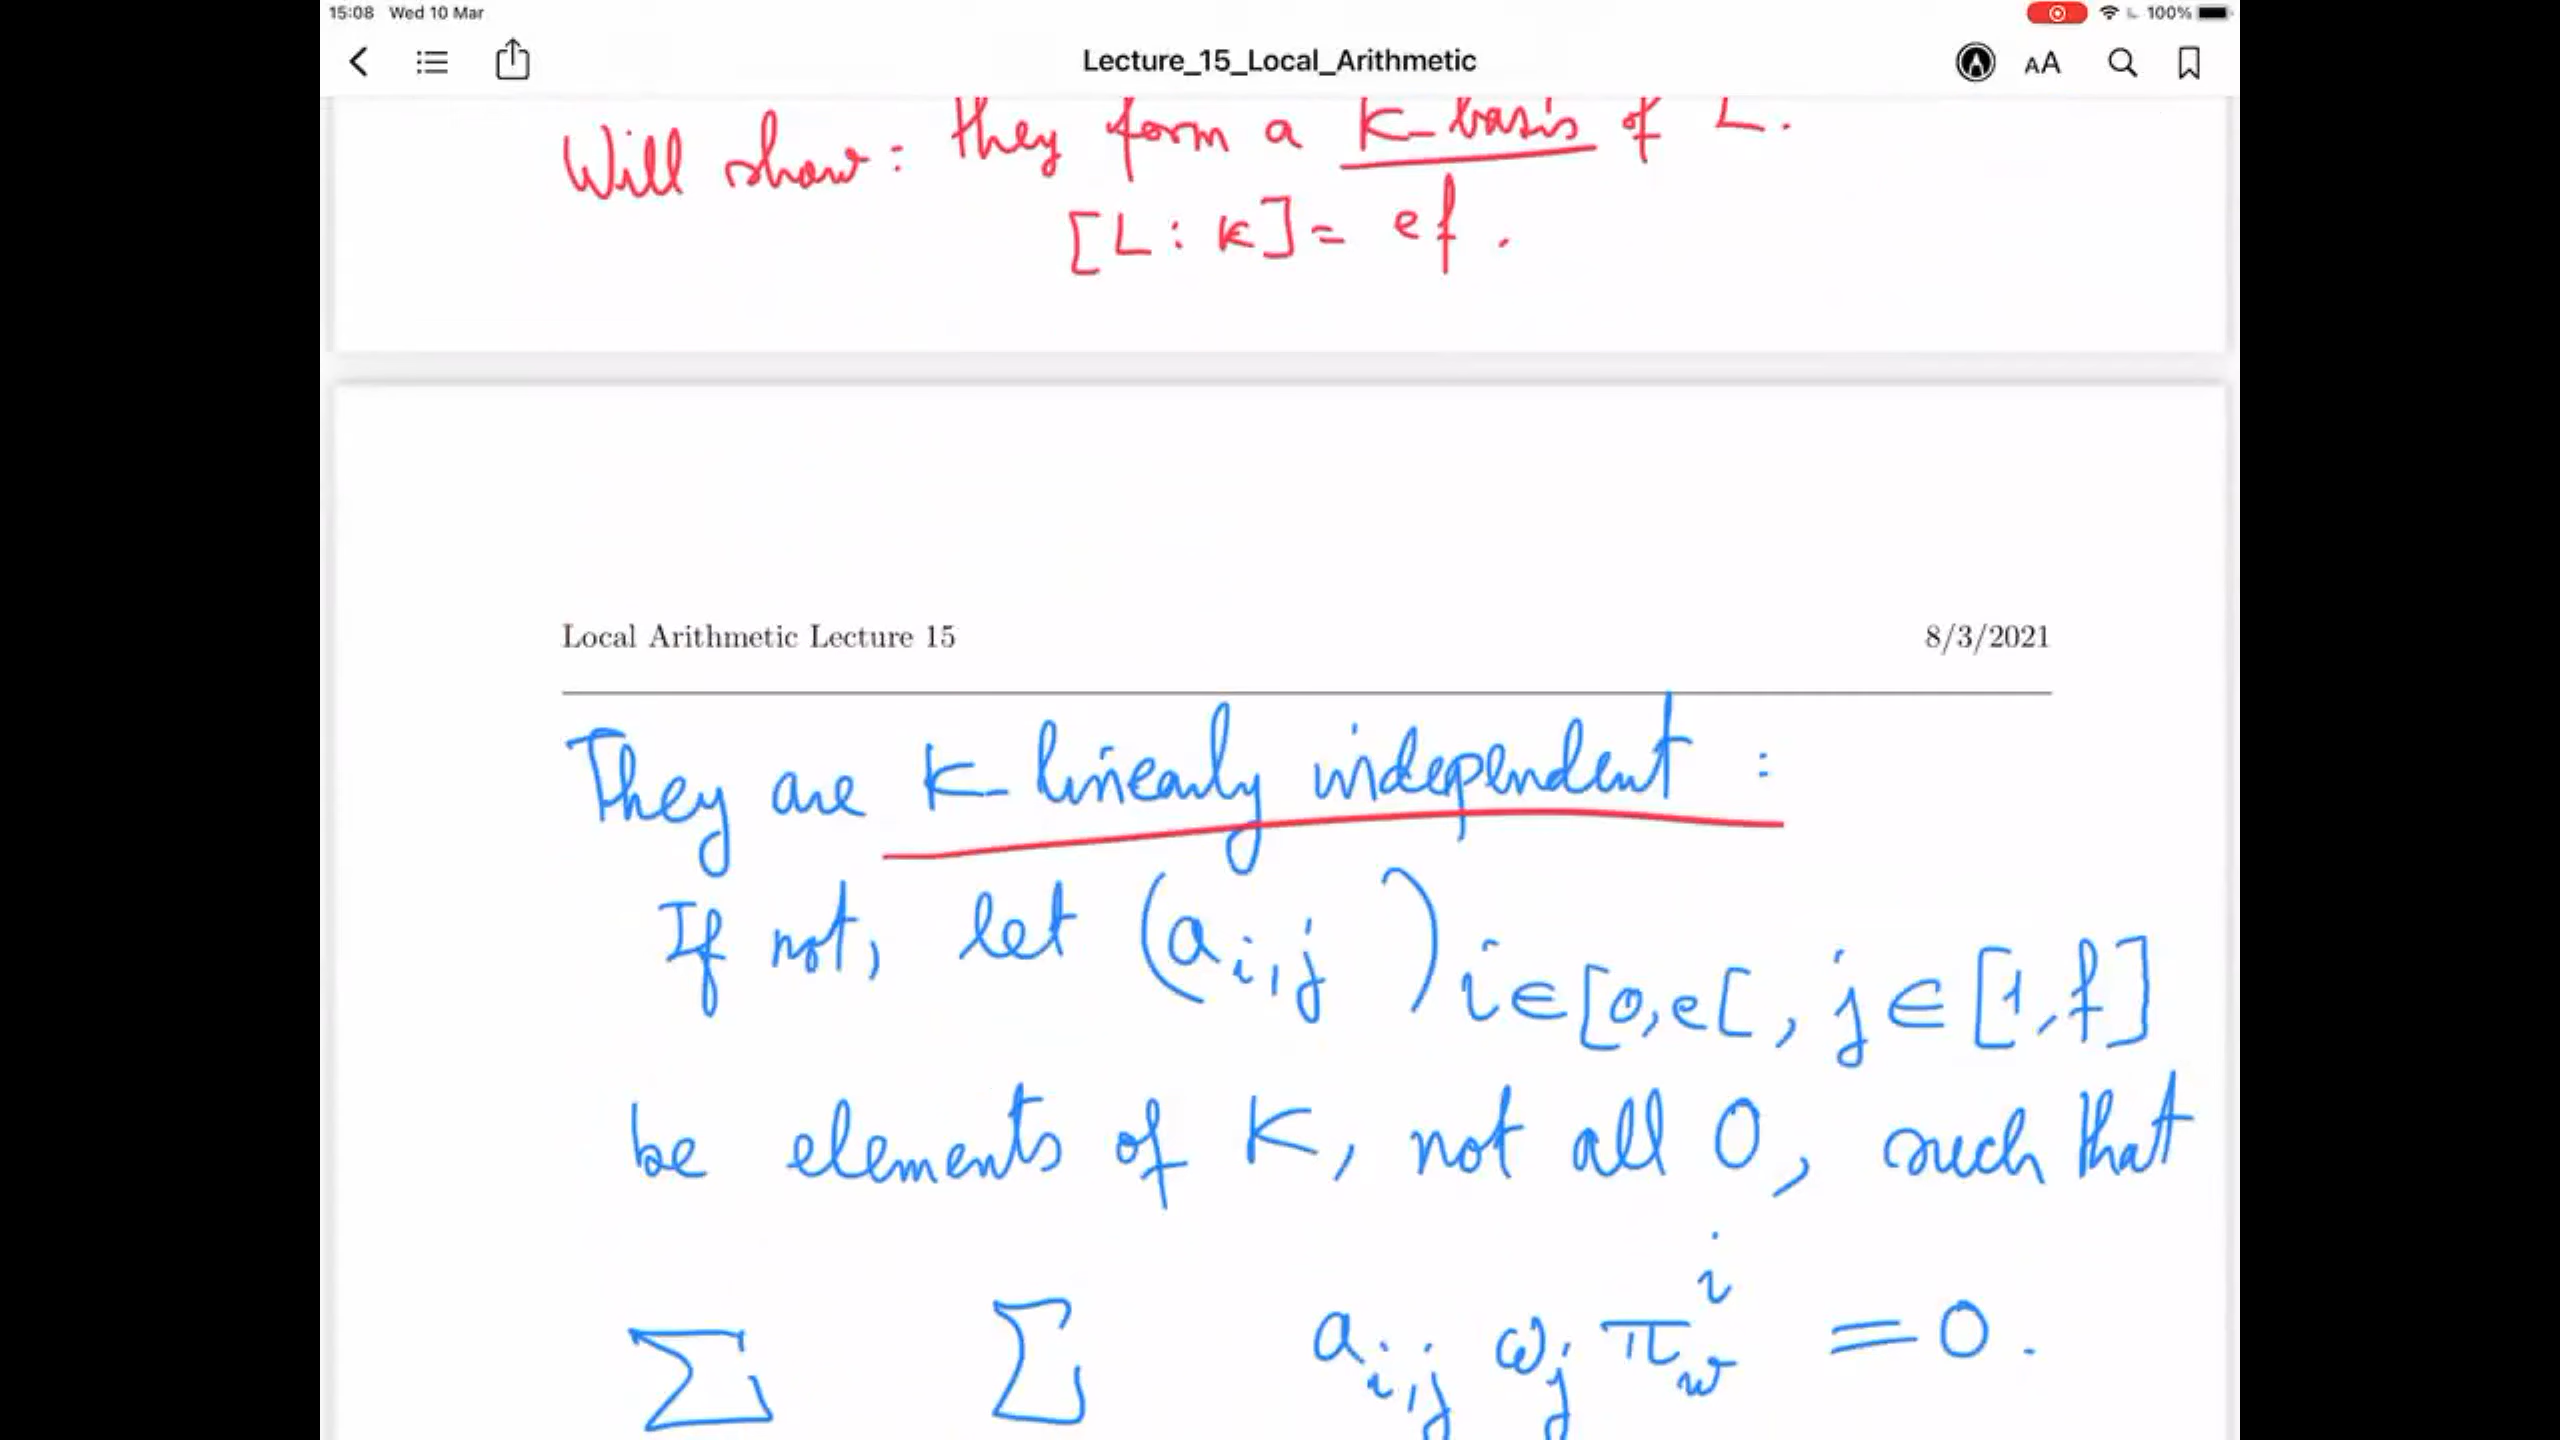 15:08 Wed 10 Mar 100%
Lecture_15_Local_Arithmetic
AA
Will show: they form a K-basis of L.
[L:K]= ef.
Local Arithmetic Lecture 15 8/3/2021
They are K-linearly independent :
If not, let (a_{i,j})_{i∈[0,e[, j∈[1,f]}
be elements of K, not all 0, such that
Σ Σ a_{i,j} ω_j π_w^i = 0.